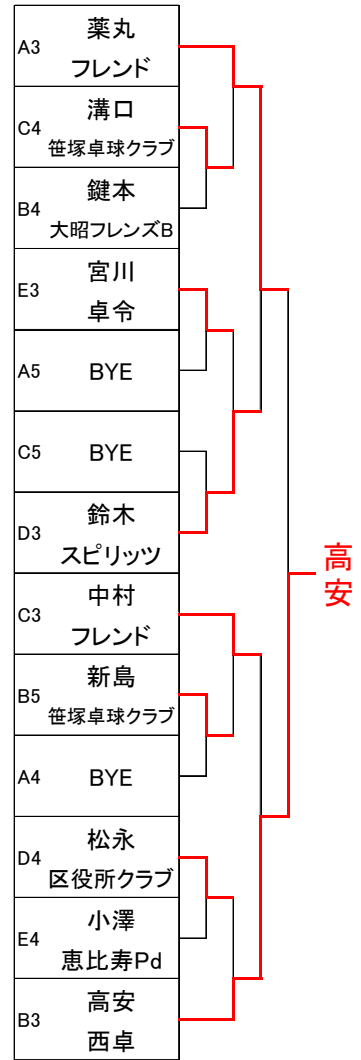 A3
薬丸
フレンド
C4
溝口
笹塚卓球クラブ
B4
鍵本
大昭フレンズB
E3
宮川
卓令
A5
BYE
C5
BYE
D3
鈴木
スピリッツ
C3
中村
フレンド
B5
新島
笹塚卓球クラブ
A4
BYE
D4
松永
区役所クラブ
E4
小澤
恵比寿Pd
B3
高安
西卓
高安